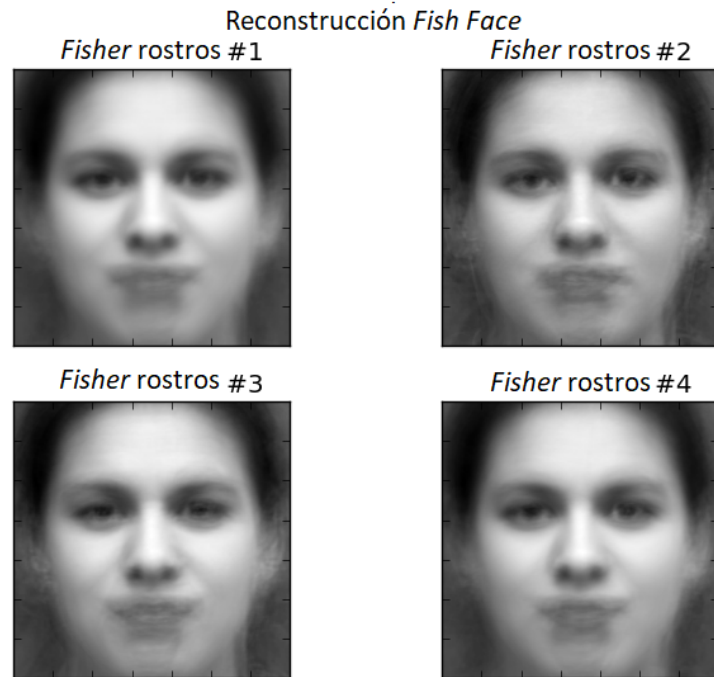 Reconstrucción Fish Face
Fisher rostros #1
Fisher rostros #2
Fisher rostros #3
Fisher rostros #4